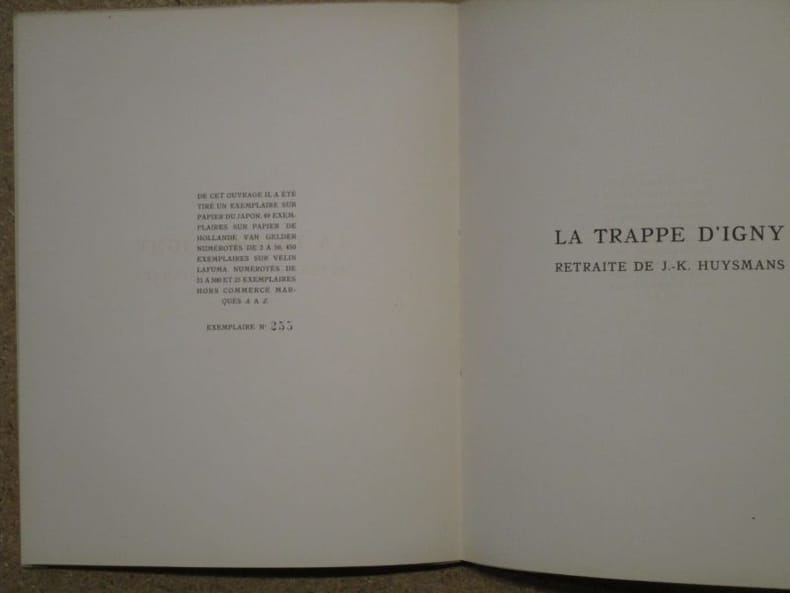 DE CET OUVRAGE IL A ÉTÉ
TIRÉ UN EXEMPLAIRE SUR
PAPIER DU JAPON, 49 EXEM-
PLAIRES SUR PAPIER DE
HOLLANDE VAN GELDER
NUMÉROTÉS DE 2 A 50, 450
EXEMPLAIRES SUR VÉLIN
LAFUMA NUMÉROTÉS DE
51 A 500 ET 25 EXEMPLAIRES
HORS COMMERCE MAR-
QUÉS A A Z.
EXEMPLAIRE N° 255
LA TRAPPE D'IGNY
RETRAITE DE J.-K. HUYSMANS